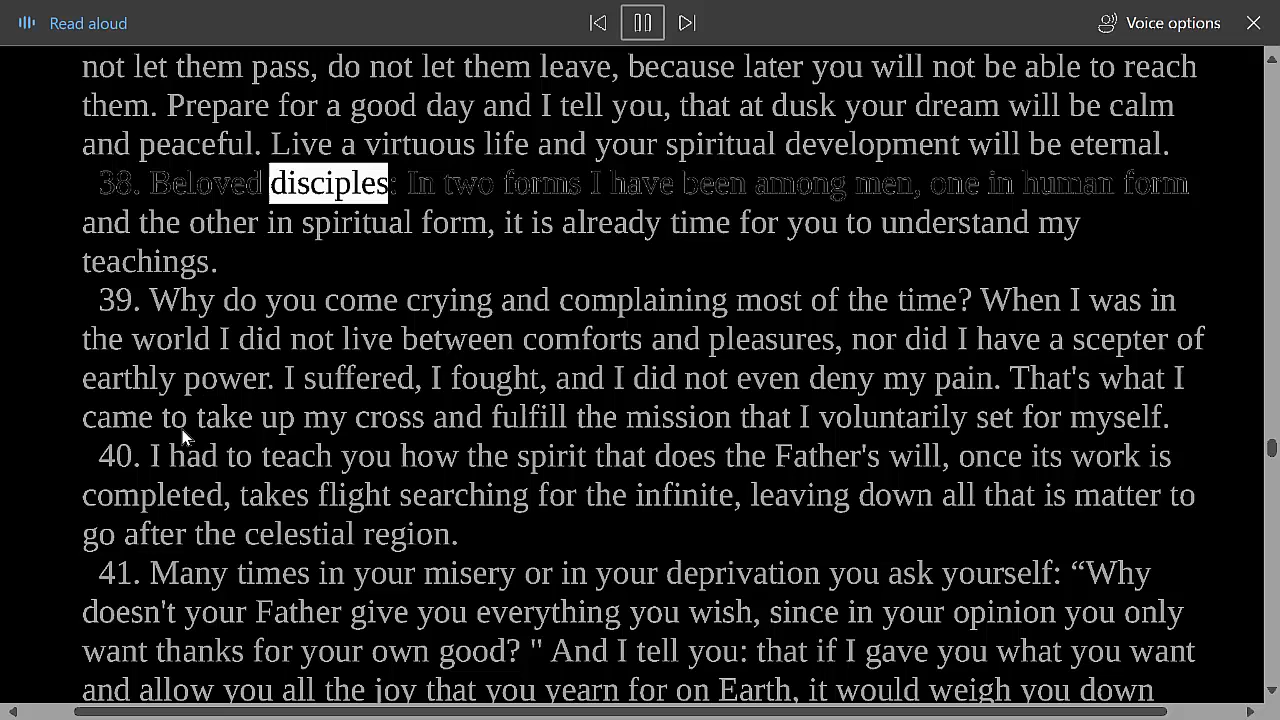 Read aloud
Voice options
not let them pass, do not let them leave, because later you will not be able to reach
them. Prepare for a good day and I tell you, that at dusk your dream will be calm
and peaceful. Live a virtuous life and your spiritual development will be eternal.
38. Beloved disciples: In two forms I have been among men, one in human form
and the other in spiritual form, it is already time for you to understand my
teachings.
39. Why do you come crying and complaining most of the time? When I was in
the world I did not live between comforts and pleasures, nor did I have a scepter of
earthly power. I suffered, I fought, and I did not even deny my pain. That's what I
came to take up my cross and fulfill the mission that I voluntarily set for myself.
40. I had to teach you how the spirit that does the Father's will, once its work is
completed, takes flight searching for the infinite, leaving down all that is matter to
go after the celestial region.
41. Many times in your misery or in your deprivation you ask yourself: “Why
doesn't your Father give you everything you wish, since in your opinion you only
want thanks for your own good? " And I tell you: that if I gave you what you want
and allow you all the joy that you yearn for on Earth, it would weigh you down